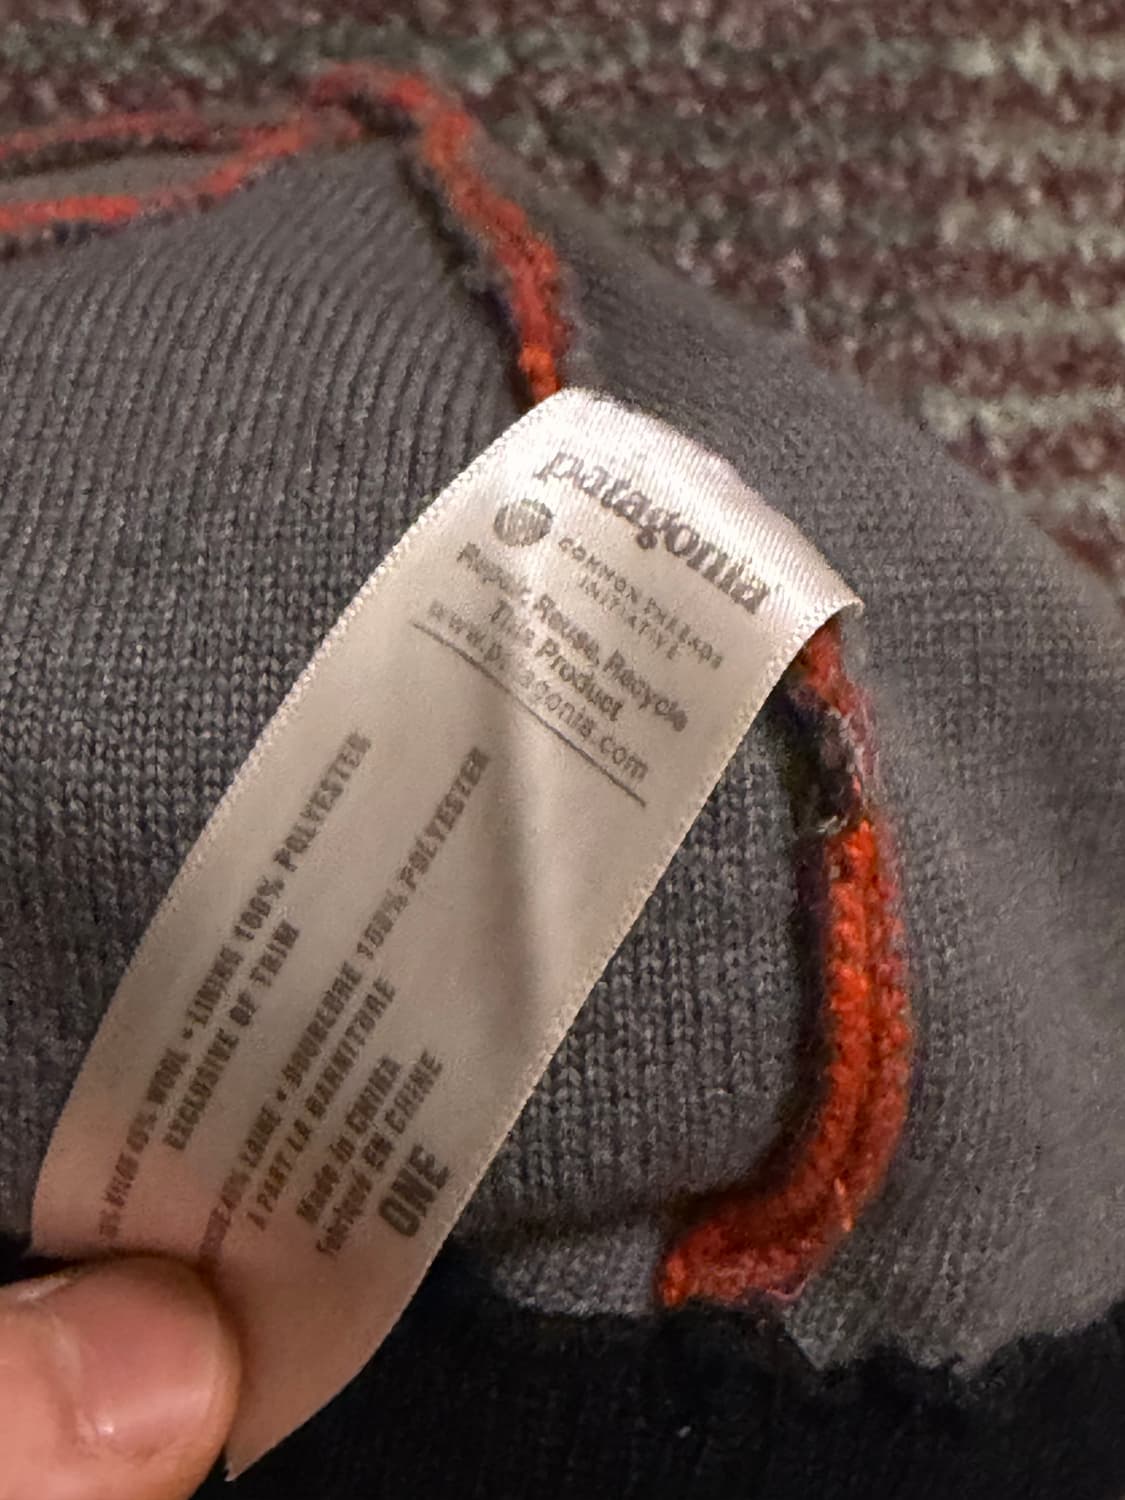 patagonia
COMMON THREADS
INITIATIVE
Repair, Reuse, Recycle
This Product
www.patagonia.com
40% WOOL • LINING 100% POLYESTER
EXCLUSIVE OF TRIM
LAINE • DOUBLURE 100% POLYESTER
À PART LA GARNITURE
Made in CHINA
Fabriqué EN CHINE
ONE